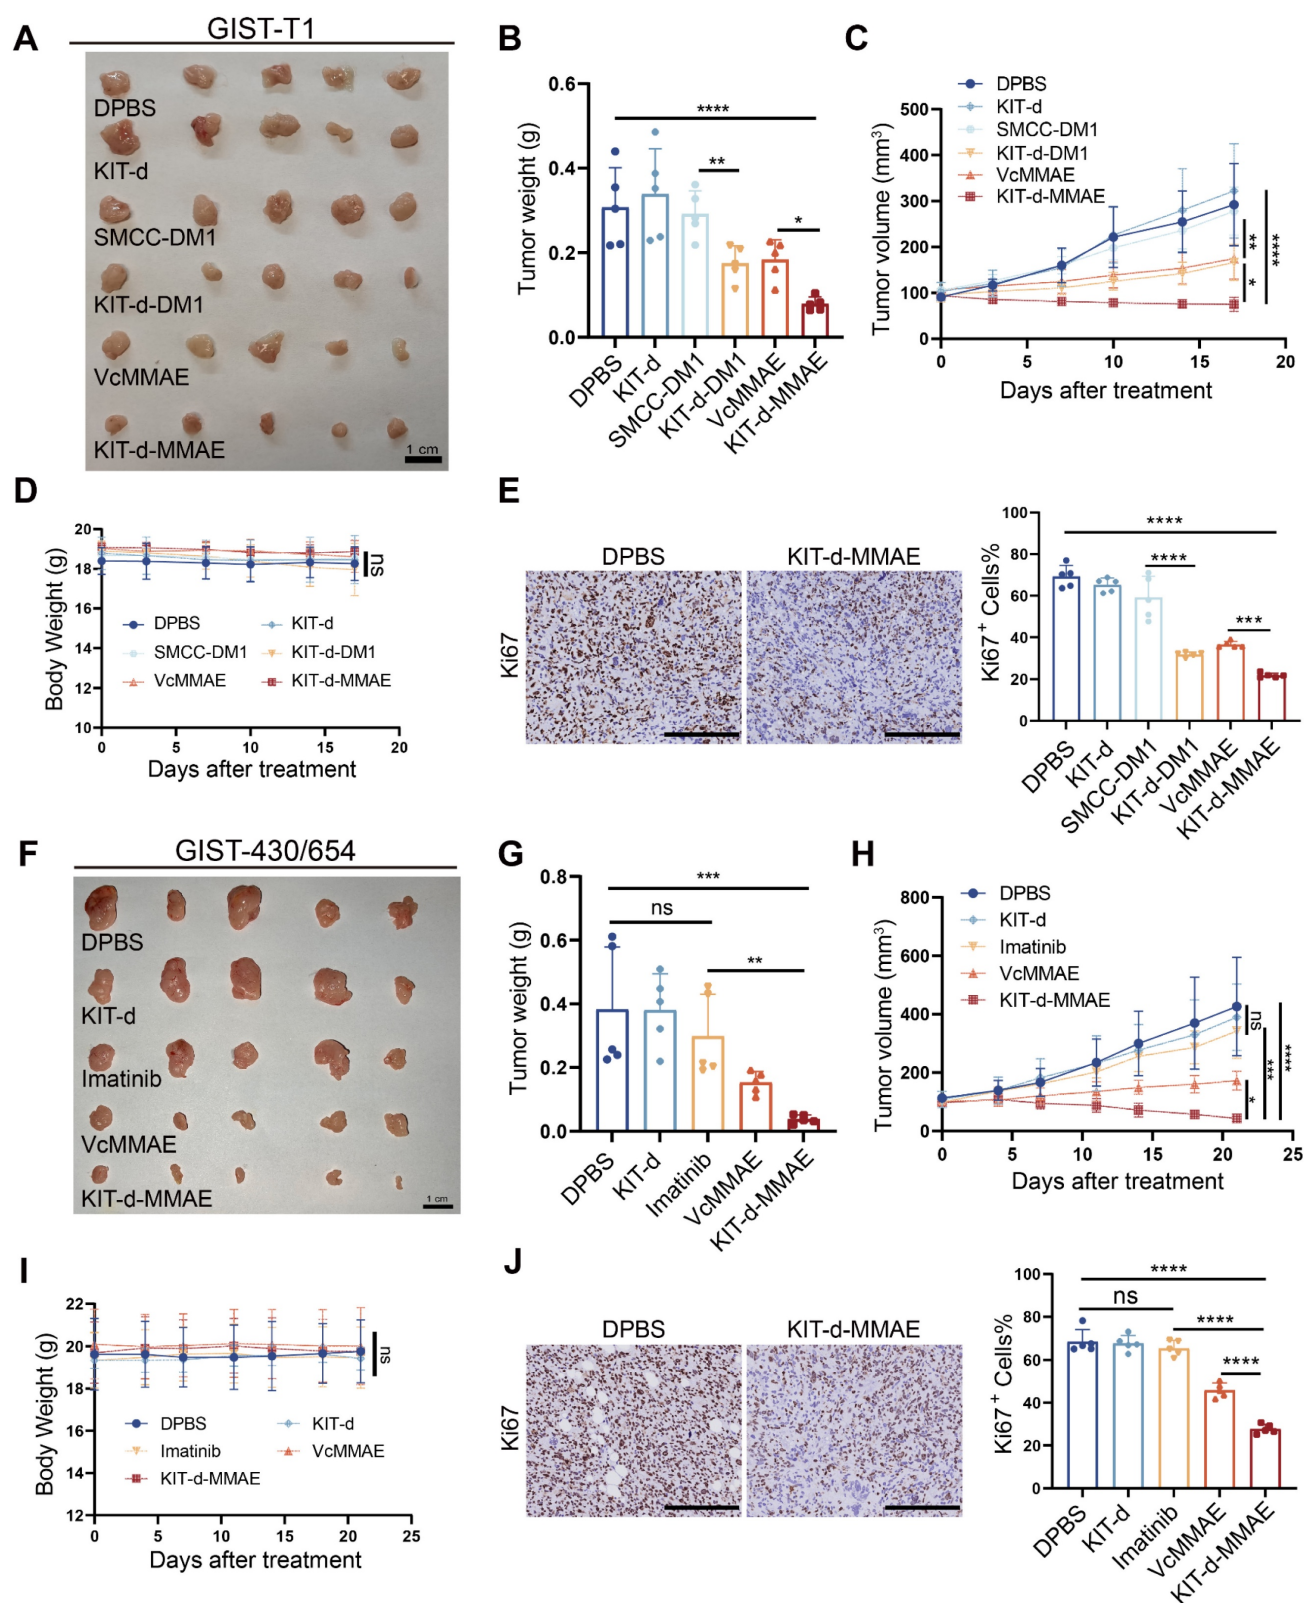 A
GIST-T1
DPBS
KIT-d
SMCC-DM1
KIT-d-DM1
VcMMAE
KIT-d-MMAE
1 cm
B
Tumor weight (g)
0.6
0.4
0.2
0.0
****
**
*
DPBS
KIT-d
SMCC-DM1
KIT-d-DM1
VcMMAE
KIT-d-MMAE
C
DPBS
KIT-d
SMCC-DM1
KIT-d-DM1
VcMMAE
KIT-d-MMAE
Tumor volume (mm³)
500
400
300
200
100
0
0 5 10 15 20
Days after treatment
**
*
****
D
Body Weight (g)
20
18
16
14
12
10
ns
DPBS
KIT-d
SMCC-DM1
KIT-d-DM1
VcMMAE
KIT-d-MMAE
0 5 10 15 20
Days after treatment
E
DPBS
KIT-d-MMAE
Ki67
Ki67⁺ Cells%
100
80
60
40
20
0
****
****
***
DPBS
KIT-d
SMCC-DM1
KIT-d-DM1
VcMMAE
KIT-d-MMAE
F
GIST-430/654
DPBS
KIT-d
Imatinib
VcMMAE
KIT-d-MMAE
1 cm
G
Tumor weight (g)
0.8
0.6
0.4
0.2
0.0
***
ns
**
DPBS
KIT-d
Imatinib
VcMMAE
KIT-d-MMAE
H
DPBS
KIT-d
Imatinib
VcMMAE
KIT-d-MMAE
Tumor volume (mm³)
800
600
400
200
0
0 5 10 15 20 25
Days after treatment
ns
*
***
****
I
Body Weight (g)
22
20
18
16
14
12
ns
DPBS
KIT-d
Imatinib
VcMMAE
KIT-d-MMAE
0 5 10 15 20 25
Days after treatment
J
DPBS
KIT-d-MMAE
Ki67
Ki67⁺ Cells%
100
80
60
40
20
0
****
ns
****
****
DPBS
KIT-d
Imatinib
VcMMAE
KIT-d-MMAE